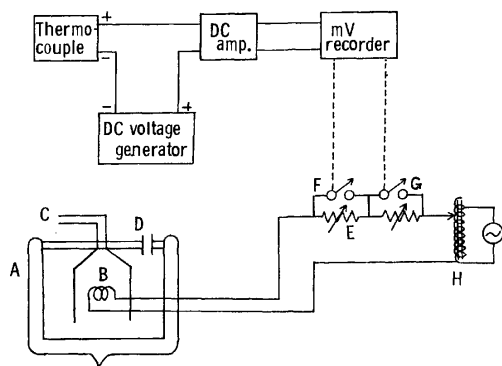 Thermo-
couple
+
-
DC
amp.
mV
recorder
- +
DC voltage
generator
F
G
E
C
D
A
B
H